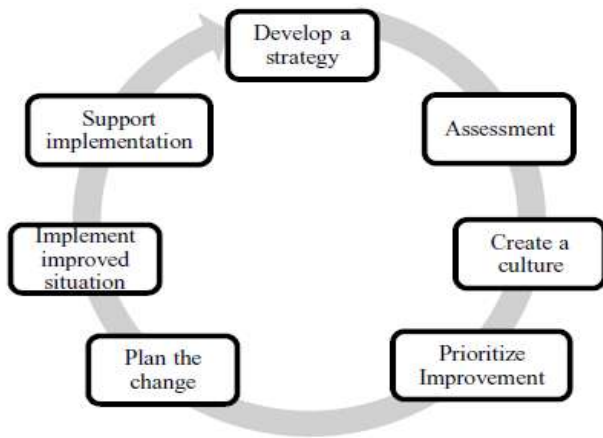 Develop a
strategy
Assessment
Create a
culture
Prioritize
Improvement
Plan the
change
Implement
improved
situation
Support
implementation